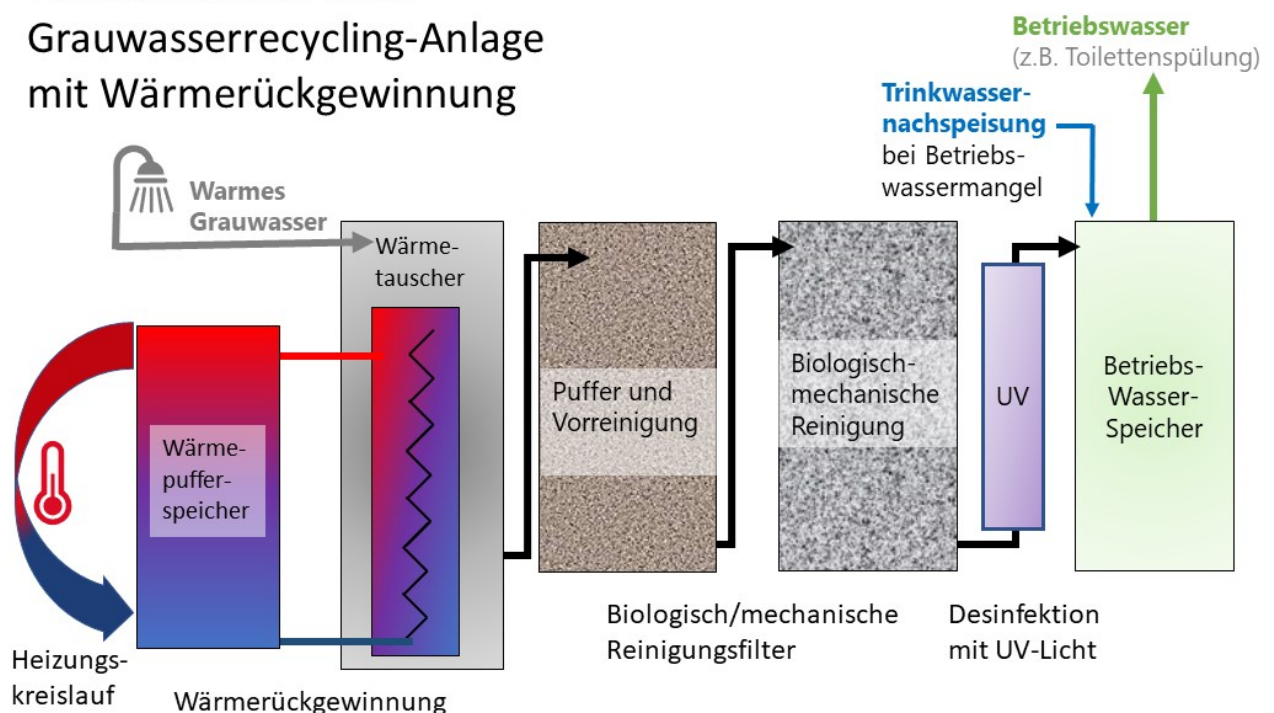 Grauwasserrecycling-Anlage
mit Wärmerückgewinnung
Betriebswasser
(z.B. Toilettenspülung)
Trinkwasser-
nachspeisung
bei Betriebs-
wassermangel
Warmes
Grauwasser
Wärme-
tauscher
Wärme-
puffer-
speicher
Puffer und
Vorreinigung
Biologisch-
mechanische
Reinigung
UV
Betriebs-
Wasser-
Speicher
Heizungs-
kreislauf
Wärmerückgewinnung
Biologisch/mechanische
Reinigungsfilter
Desinfektion
mit UV-Licht